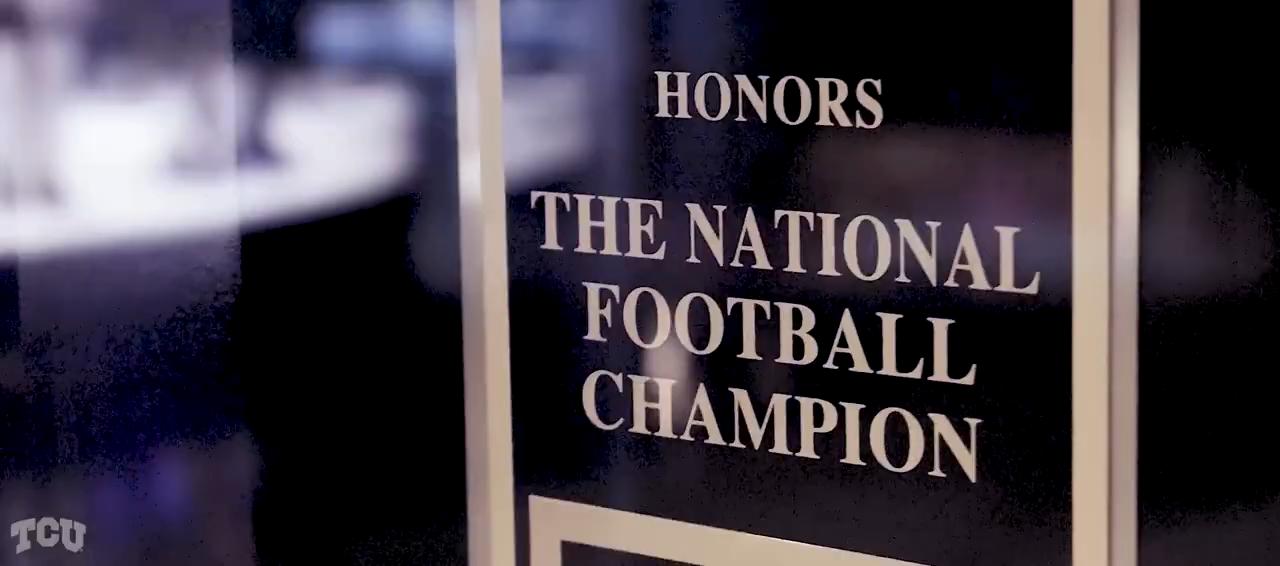 HONORS
THE NATIONAL
FOOTBALL
CHAMPION
TCU